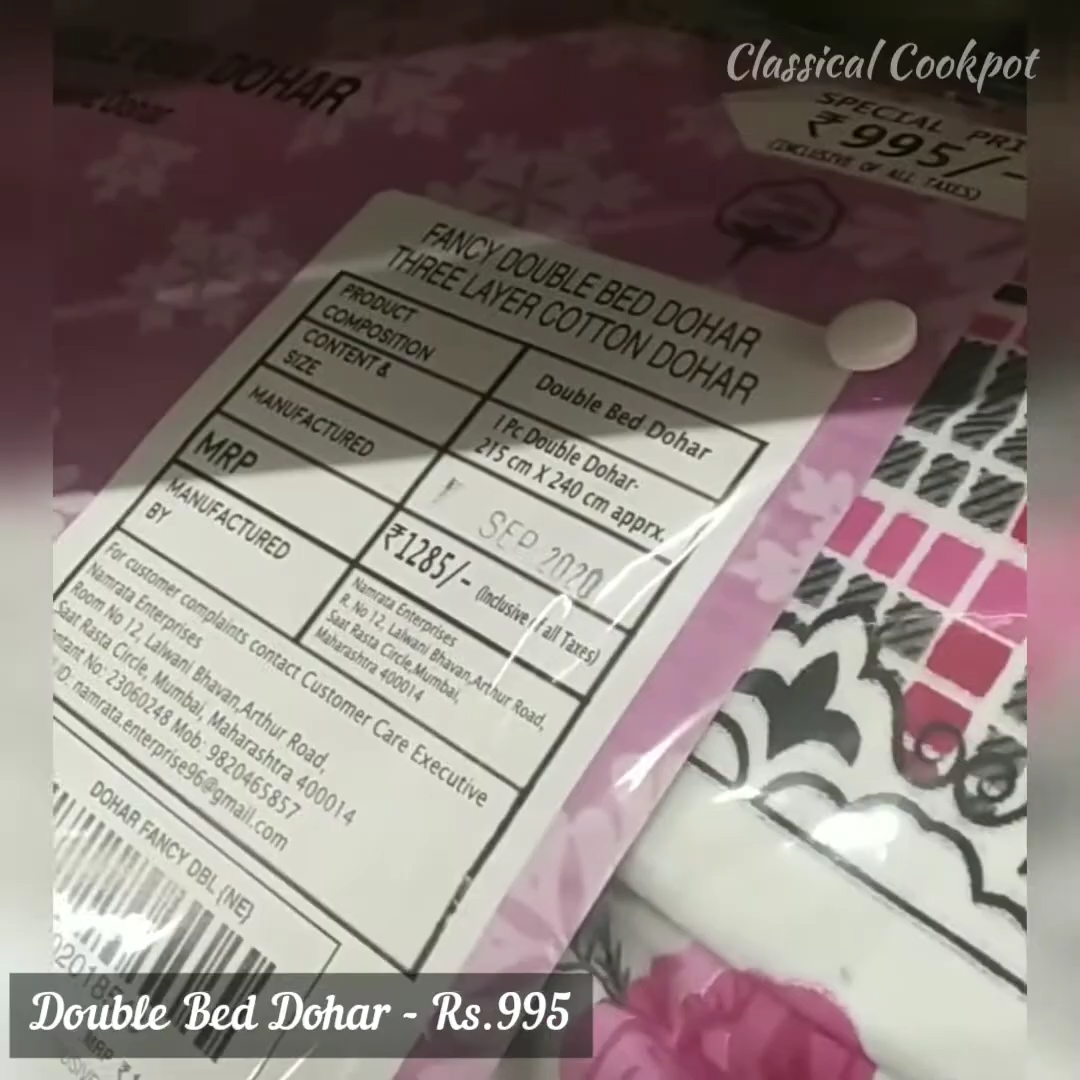 Classical Cookpot
DOHAR
Dohar
SPECIAL PRI
₹995/-
(INCLUSIVE OF ALL TAXES)
FANCY DOUBLE BED DOHAR
THREE LAYER COTTON DOHAR
PRODUCT
COMPOSITION
Double Bed Dohar
CONTENT &
SIZE
1 Pc Double Dohar-
215 cm X 240 cm apprx.
MANUFACTURED
SEP 2020
MRP
₹1285/- (Inclusive f all Taxes)
MANUFACTURED
BY
Namrata Enterprises
R. No 12, Lalwani Bhavan,Arthur Road,
Saat Rasta Circle,Mumbai,
Maharashtra 400014
For customer complaints contact Customer Care Executive
Namrata Enterprises
Room No 12, Lalwani Bhavan,Arthur Road,
Saat Rasta Circle, Mumbai, Maharashtra 400014
ntact No: 23060248 Mob: 9820465857
ID: namrata.enterprise96@gmail.com
DOHAR FANCY DBL (NE)
MRP ₹1
Double Bed Dohar - Rs.995